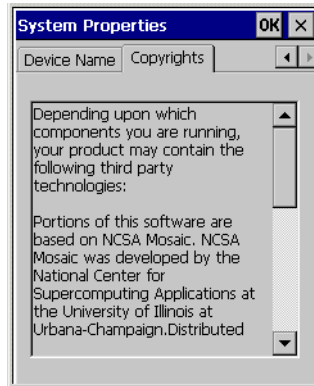 System Properties OK ×
Device Name Copyrights
Depending upon which
components you are running,
your product may contain the
following third party
technologies:
Portions of this software are
based on NCSA Mosaic. NCSA
Mosaic was developed by the
National Center for
Supercomputing Applications at
the University of Illinois at
Urbana-Champaign.Distributed